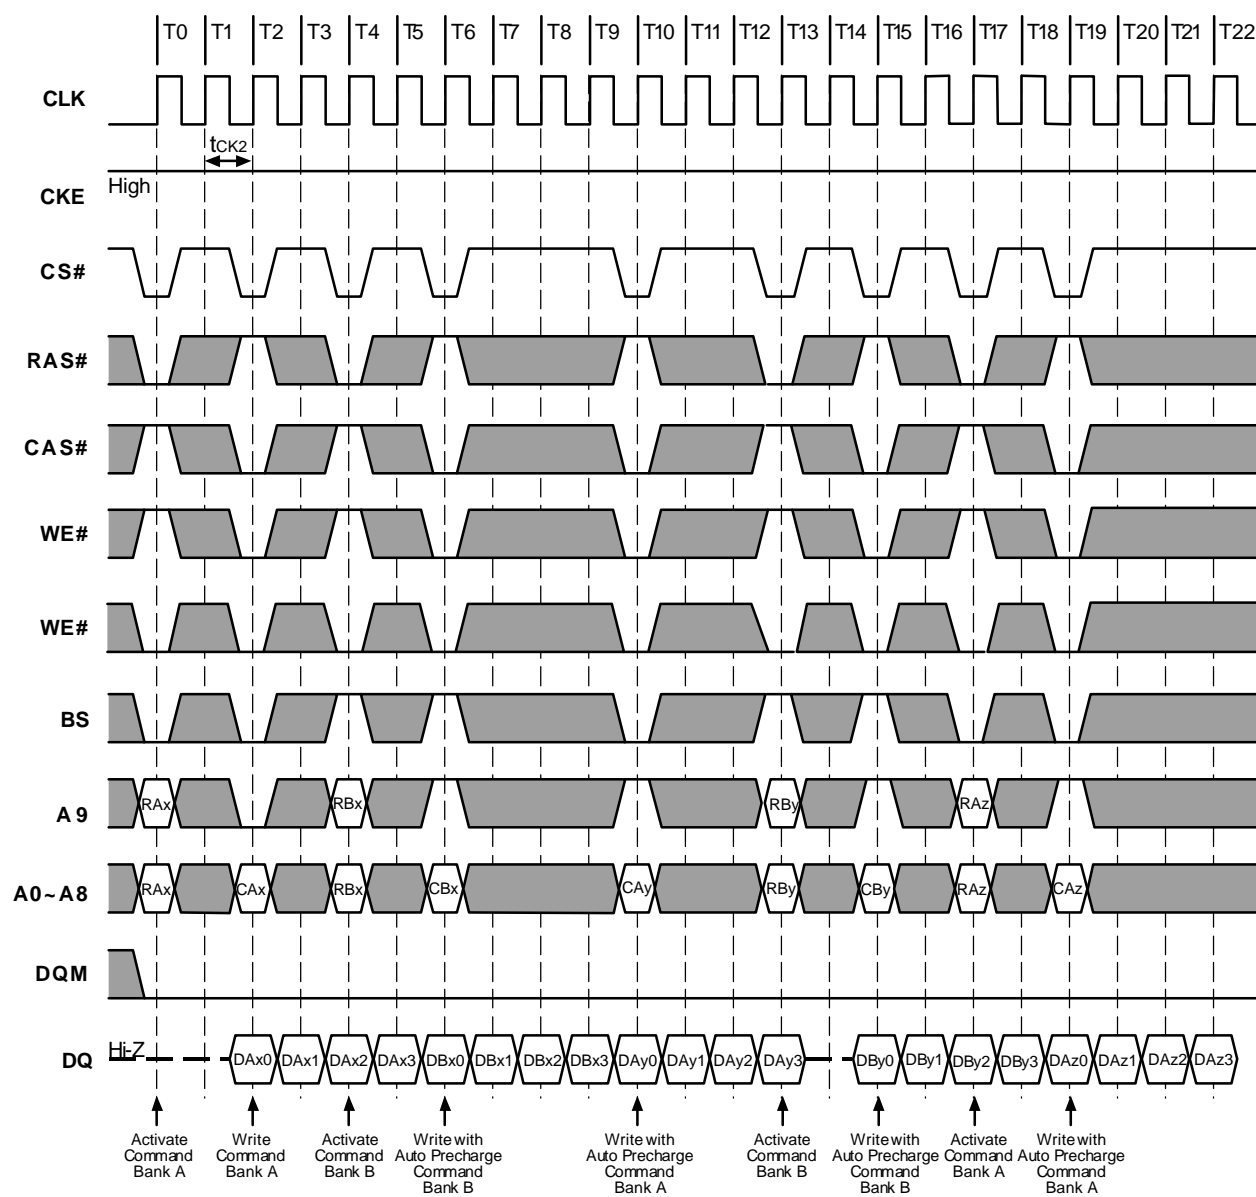 T0 T1 T2 T3 T4 T5 T6 T7 T8 T9 T10 T11 T12 T13 T14 T15 T16 T17 T18 T19 T20 T21 T22
CLK
tCK2
High
CKE
CS#
RAS#
CAS#
WE#
WE#
BS
A9 RAx RBx RBy RAz
A0~A8 RAx CAx RBx CBx CAy RBy CBy RAz CAz
DQM
Hi-Z
DQ DAx0 DAx1 DAx2 DAx3 DBx0 DBx1 DBx2 DBx3 DAy0 DAy1 DAy2 DAy3 DBy0 DBy1 DBy2 DBy3 DAz0 DAz1 DAz2 DAz3
Activate
Command
Bank A
Write
Command
Bank A
Activate
Command
Bank B
Write with
Auto Precharge
Command
Bank B
Write with
Auto Precharge
Command
Bank A
Activate
Command
Bank B
Write with
Auto Precharge
Command
Bank B
Activate
Command
Bank A
Write with
Auto Precharge
Command
Bank A